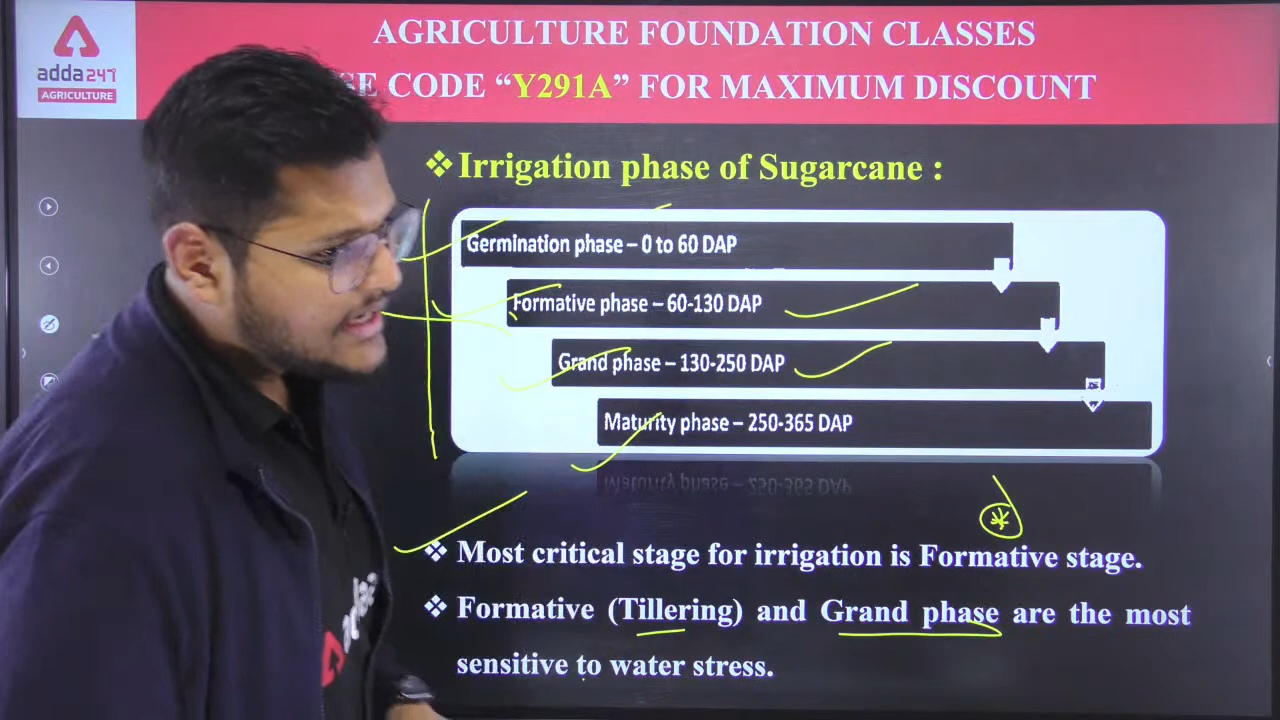 AGRICULTURE FOUNDATION CLASSES
adda247
AGRICULTURE
CODE “Y291A” FOR MAXIMUM DISCOUNT
❖ Irrigation phase of Sugarcane :
Germination phase – 0 to 60 DAP
Formative phase – 60-130 DAP
Grand phase – 130-250 DAP
Maturity phase – 250-365 DAP
❖ Most critical stage for irrigation is Formative stage.
❖ Formative (Tillering) and Grand phase are the most
sensitive to water stress.